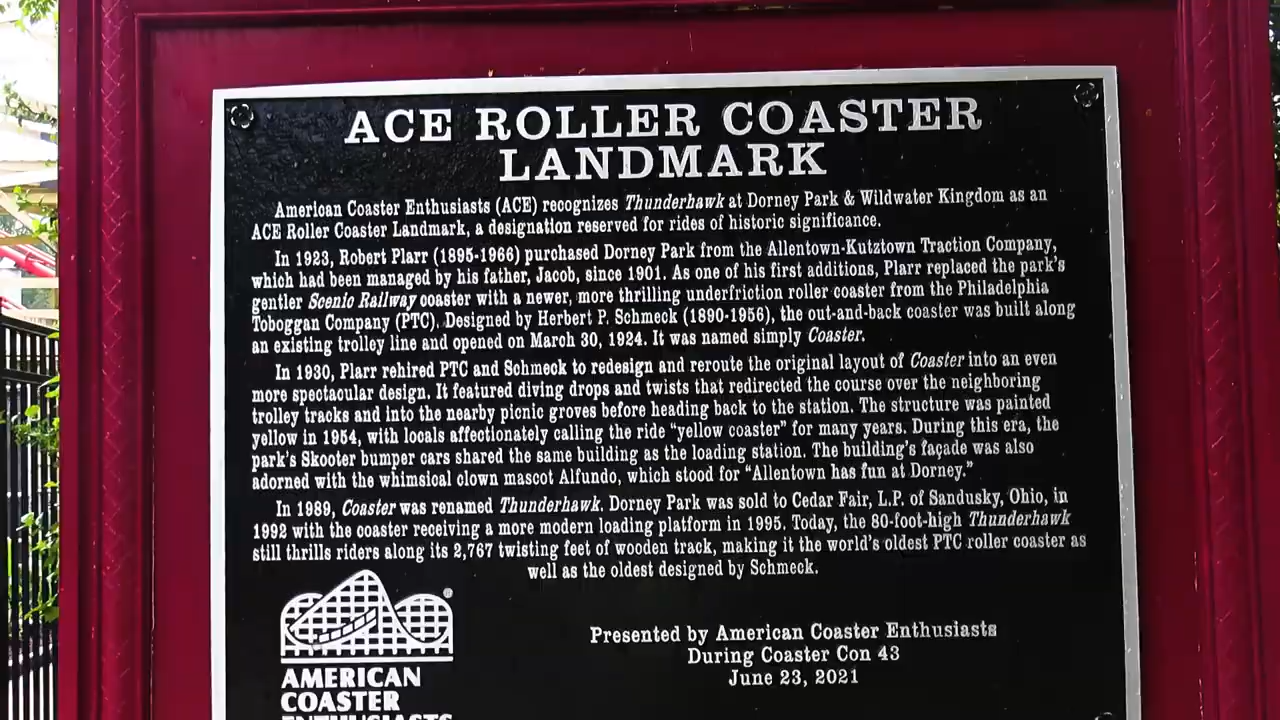 ACE ROLLER COASTER
LANDMARK
American Coaster Enthusiasts (ACE) recognizes Thunderhawk at Dorney Park & Wildwater Kingdom as an
ACE Roller Coaster Landmark, a designation reserved for rides of historic significance.
In 1923, Robert Plarr (1895-1966) purchased Dorney Park from the Allentown-Kutztown Traction Company,
which had been managed by his father, Jacob, since 1901. As one of his first additions, Plarr replaced the park's
gentler Scenic Railway coaster with a newer, more thrilling underfriction roller coaster from the Philadelphia
Toboggan Company (PTC). Designed by Herbert P. Schmeck (1890-1956), the out-and-back coaster was built along
an existing trolley line and opened on March 30, 1924. It was named simply Coaster.
In 1930, Plarr rehired PTC and Schmeck to redesign and reroute the original layout of Coaster into an even
more spectacular design. It featured diving drops and twists that redirected the course over the neighboring
trolley tracks and into the nearby picnic groves before heading back to the station. The structure was painted
yellow in 1954, with locals affectionately calling the ride "yellow coaster" for many years. During this era, the
park's Skooter bumper cars shared the same building as the loading station. The building's façade was also
adorned with the whimsical clown mascot Alfundo, which stood for "Allentown has fun at Dorney."
In 1989, Coaster was renamed Thunderhawk. Dorney Park was sold to Cedar Fair, L.P. of Sandusky, Ohio, in
1992 with the coaster receiving a more modern loading platform in 1995. Today, the 80-foot-high Thunderhawk
still thrills riders along its 2,767 twisting feet of wooden track, making it the world's oldest PTC roller coaster as
well as the oldest designed by Schmeck.
®
Presented by American Coaster Enthusiasts
During Coaster Con 43
June 23, 2021
AMERICAN
COASTER
ENTHUSIASTS